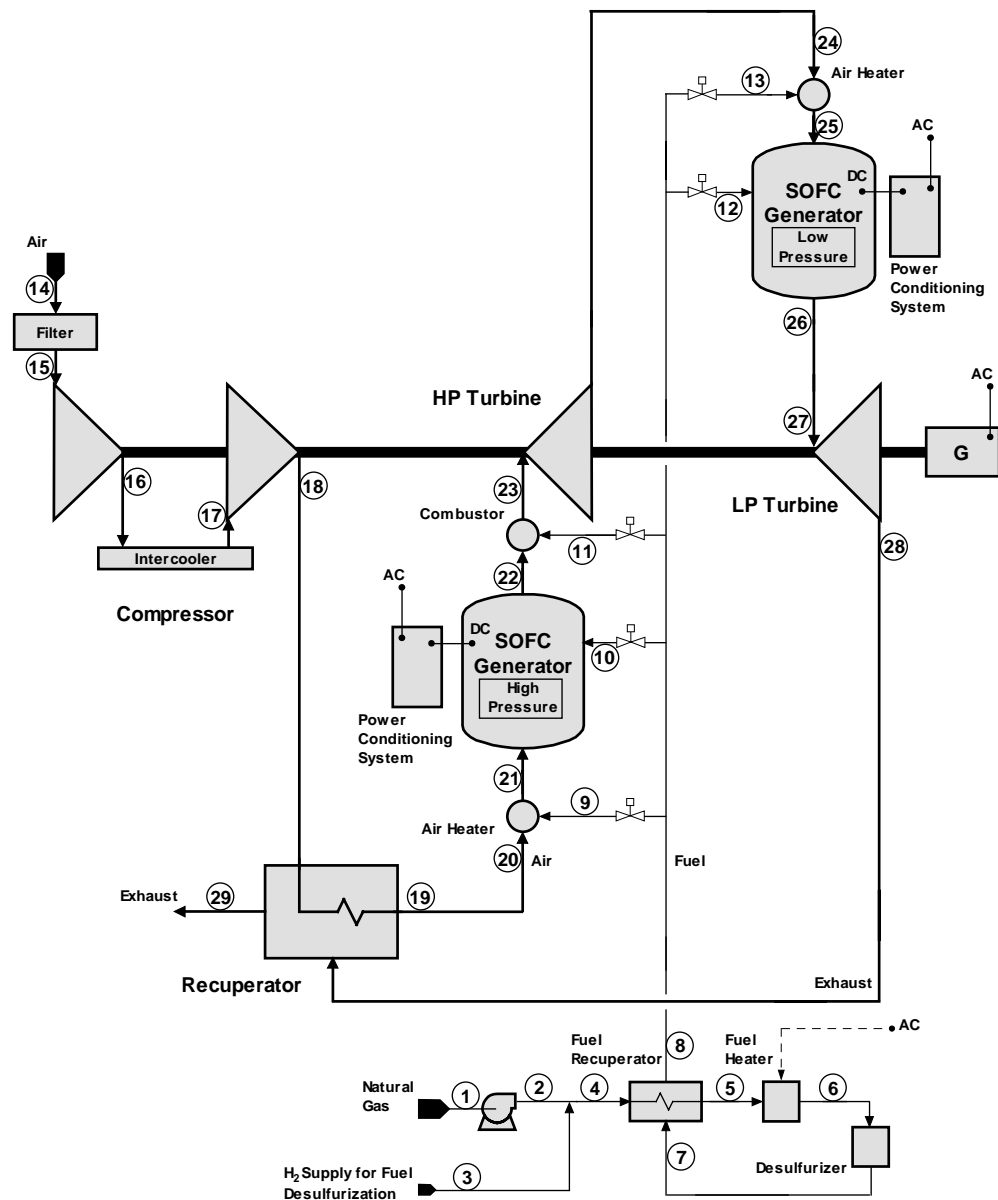 24
Air Heater
13
25
AC
DC
SOFC
Generator
Low
Pressure
12
Power
Conditioning
System
Air
14
Filter
15
26
HP Turbine
AC
27
16
18
G
23
17
Combustor
LP Turbine
11
28
Intercooler
22
AC
Compressor
DC
SOFC
Generator
10
High
Pressure
Power
Conditioning
System
21
9
Air Heater
20
Air
Fuel
Exhaust
29
19
Recuperator
Exhaust
AC
Fuel
Recuperator
8
Fuel
Heater
Natural
Gas
1
2
4
5
6
7
Desulfurizer
H2 Supply for Fuel
Desulfurization
3